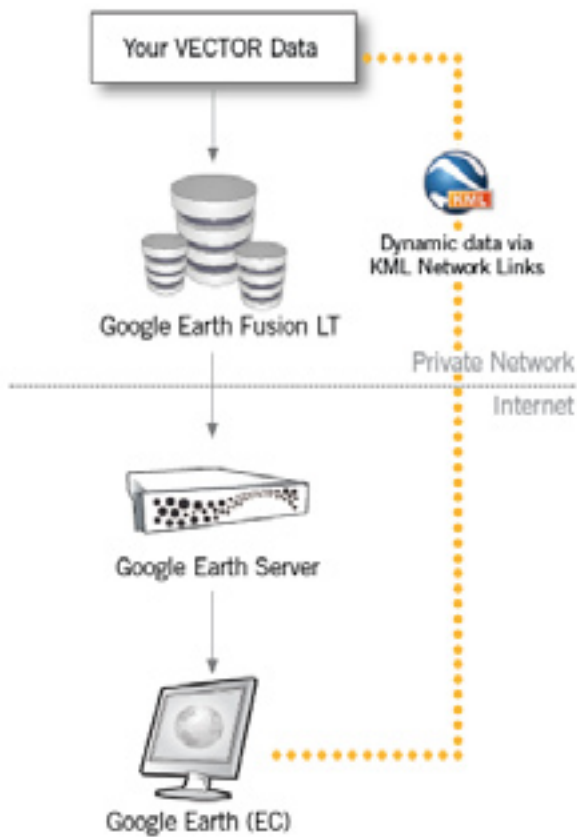 Your VECTOR Data
KML
Dynamic data via
KML Network Links
Google Earth Fusion LT
Private Network
Internet
Google Earth Server
Google Earth (EC)